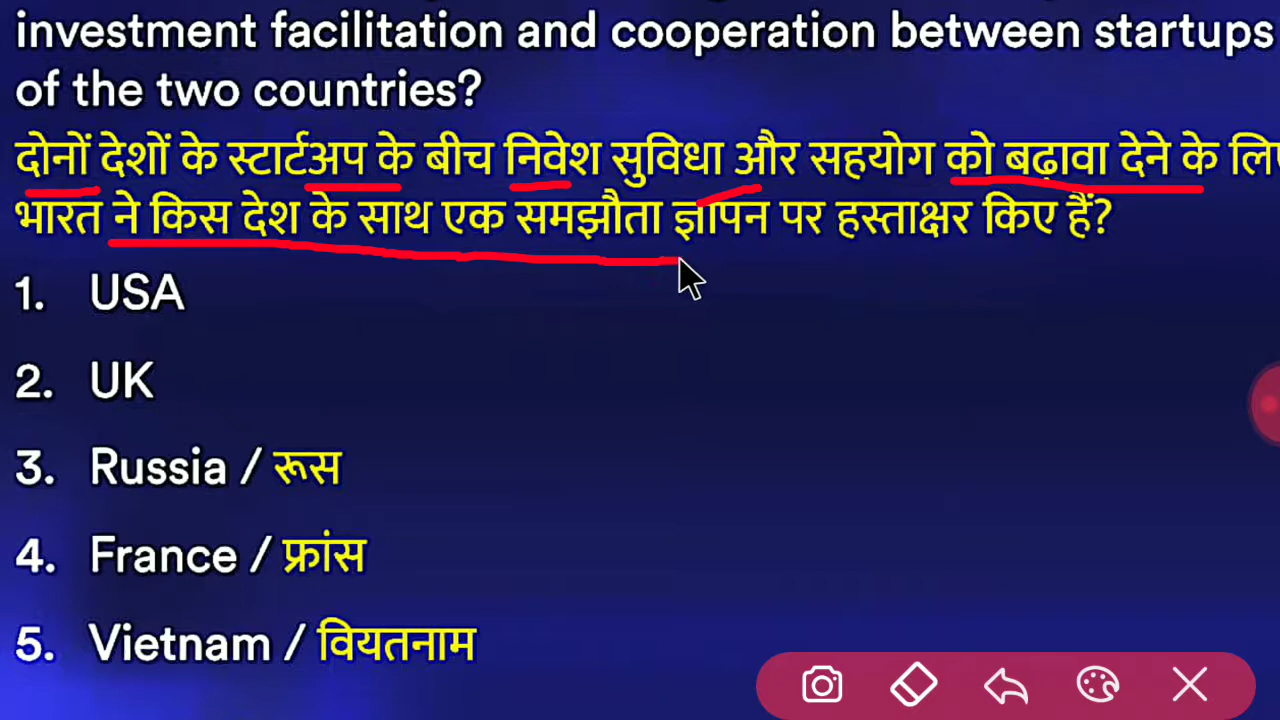 investment facilitation and cooperation between startups
of the two countries?
दोनों देशों के स्टार्टअप के बीच निवेश सुविधा और सहयोग को बढ़ावा देने के
भारत ने किस देश के साथ एक समझौता ज्ञापन पर हस्ताक्षर किए हैं?
1. USA
2. UK
3. Russia / रूस
4. France / फ्रांस
5. Vietnam / वियतनाम